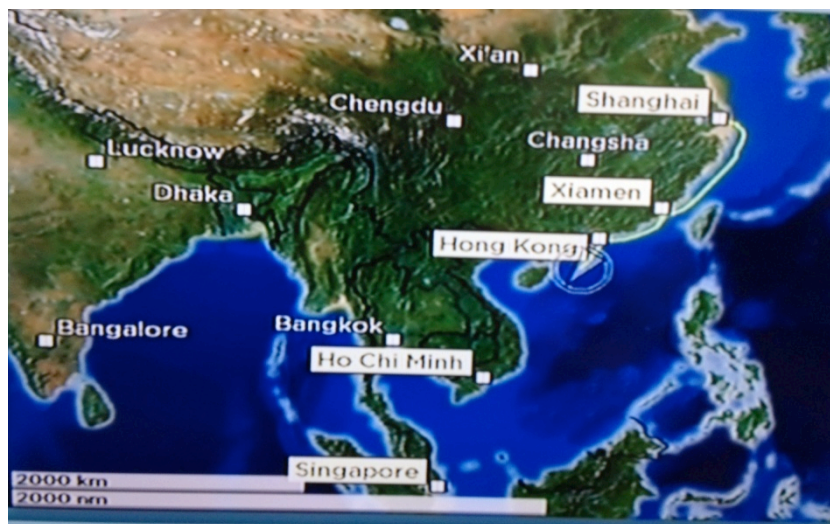 Xi'an
Shanghai
Chengdu
Changsha
Lucknow
Dhaka
Xiamen
Hong Kong
Bangalore
Bangkok
Ho Chi Minh
Singapore
2000 km
2000 nm